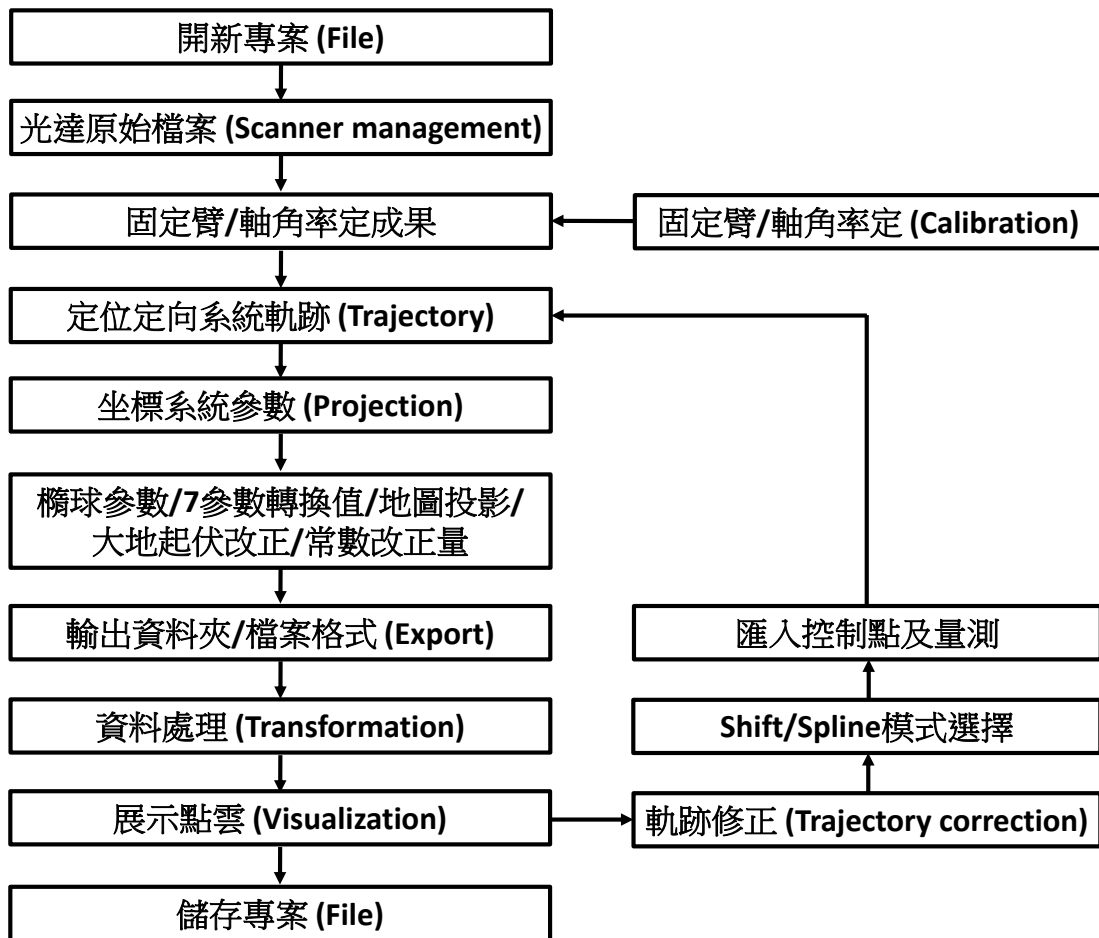 開新專案 (File)
光達原始檔案 (Scanner management)
固定臂/軸角率定成果
固定臂/軸角率定 (Calibration)
定位定向系統軌跡 (Trajectory)
坐標系統參數 (Projection)
橢球參數/7參數轉換值/地圖投影/
大地起伏改正/常數改正量
輸出資料夾/檔案格式 (Export)
匯入控制點及量測
資料處理 (Transformation)
Shift/Spline模式選擇
展示點雲 (Visualization)
軌跡修正 (Trajectory correction)
儲存專案 (File)